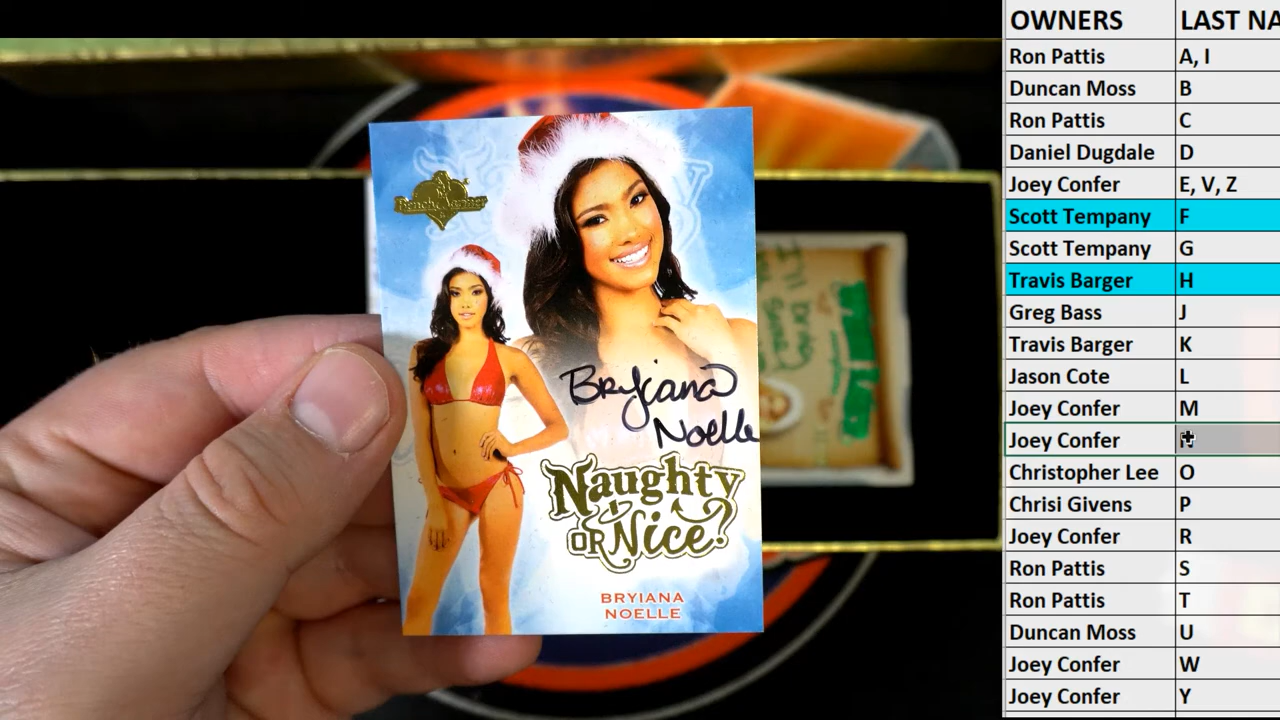 Bench Warmer
Bryiana
Noelle
Naughty
OR Nice?
BRYIANA
NOELLE
OWNERS LAST NA
Ron Pattis A, I
Duncan Moss B
Ron Pattis C
Daniel Dugdale D
Joey Confer E, V, Z
Scott Tempany F
Scott Tempany G
Travis Barger H
Greg Bass J
Travis Barger K
Jason Cote L
Joey Confer M
Joey Confer
Christopher Lee O
Chrisi Givens P
Joey Confer R
Ron Pattis S
Ron Pattis T
Duncan Moss U
Joey Confer W
Joey Confer Y